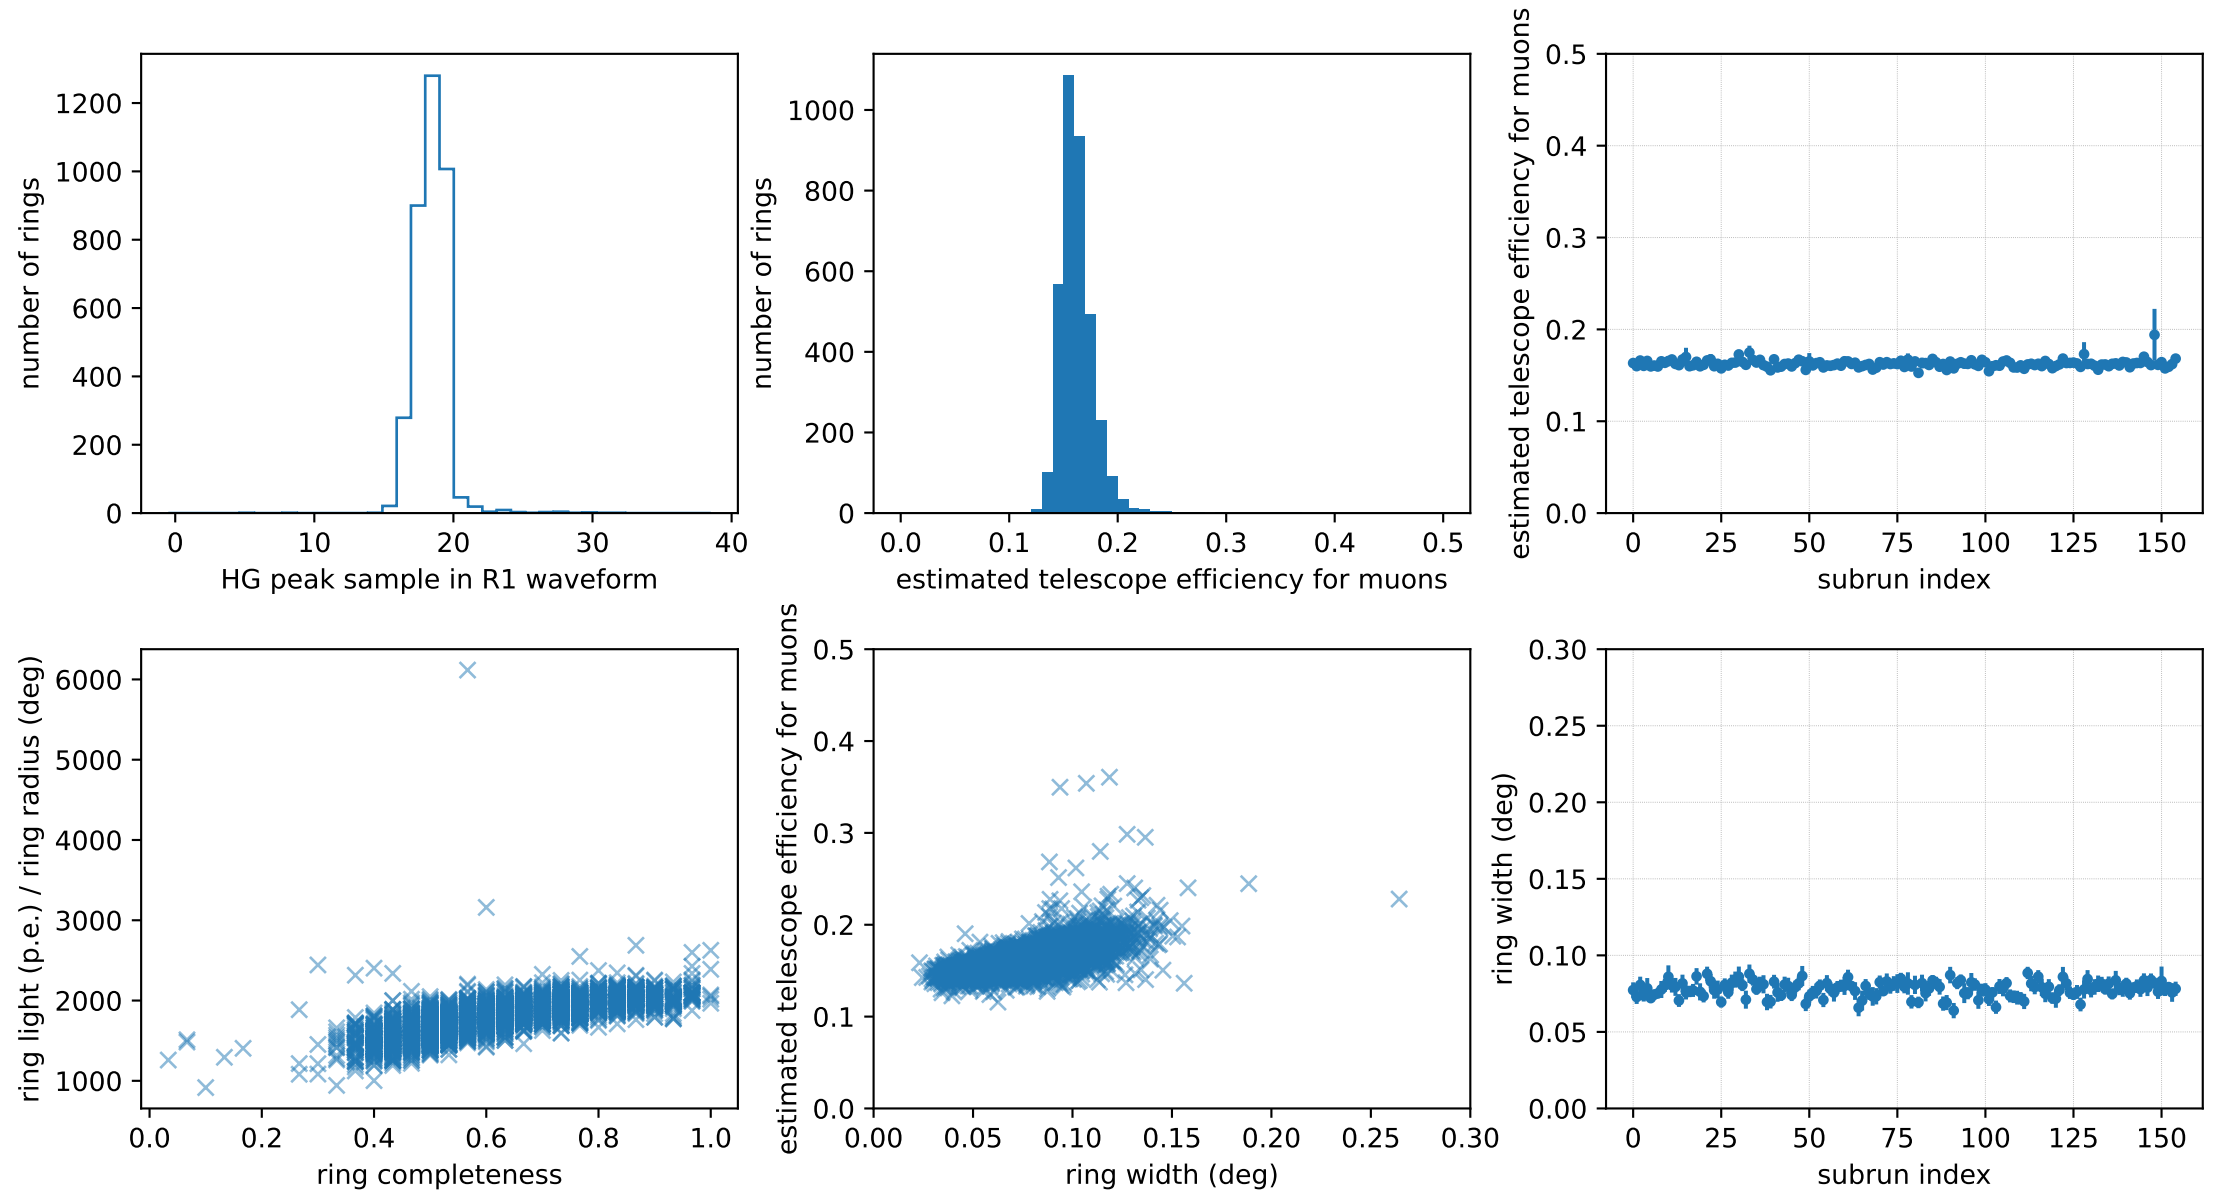 number of rings
1200
1000
800
600
400
200
0
0 10 20 30 40
HG peak sample in R1 waveform
number of rings
1000
800
600
400
200
0
0.0 0.1 0.2 0.3 0.4 0.5
estimated telescope efficiency for muons
estimated telescope efficiency for muons
0.5
0.4
0.3
0.2
0.1
0.0
0 25 50 75 100 125 150
subrun index
ring light (p.e.) / ring radius (deg)
6000
5000
4000
3000
2000
1000
0.0 0.2 0.4 0.6 0.8 1.0
ring completeness
estimated telescope efficiency for muons
0.5
0.4
0.3
0.2
0.1
0.0
0.00 0.05 0.10 0.15 0.20 0.25 0.30
ring width (deg)
ring width (deg)
0.30
0.25
0.20
0.15
0.10
0.05
0.00
0 25 50 75 100 125 150
subrun index